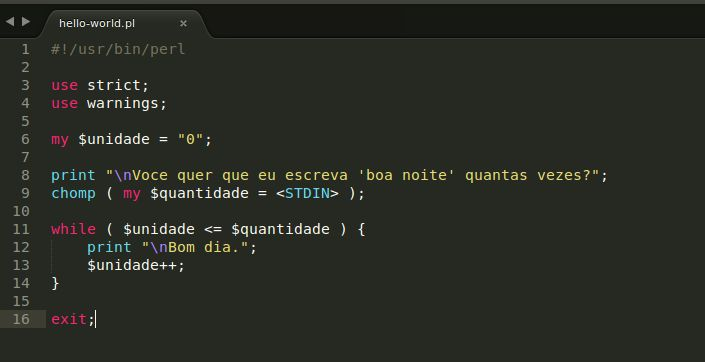 hello-world.pl ×
1 #!/usr/bin/perl
2
3 use strict;
4 use warnings;
5
6 my $unidade = "0";
7
8 print "\nVoce quer que eu escreva 'boa noite' quantas vezes?";
9 chomp ( my $quantidade = <STDIN> );
10
11 while ( $unidade <= $quantidade ) {
12     print "\nBom dia.";
13     $unidade++;
14 }
15
16 exit;